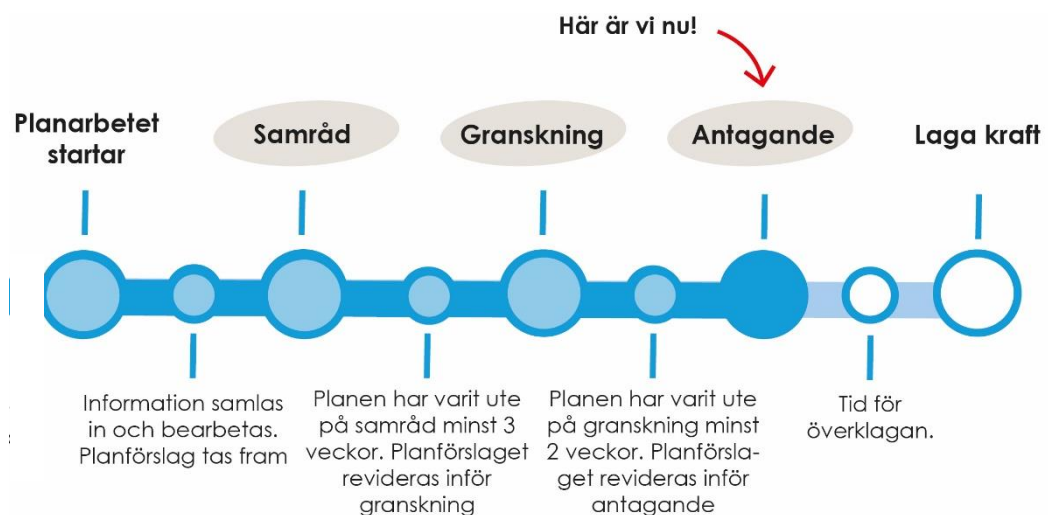 Här är vi nu!
Planarbetet
startar
Samråd
Granskning
Antagande
Laga kraft
Information samlas
in och bearbetas.
Planförslag tas fram
Planen har varit ute
på samråd minst 3
veckor. Planförslaget
revideras inför
granskning
Planen har varit ute
på granskning minst
2 veckor. Planförsla-
get revideras inför
antagande
Tid för
överklagan.